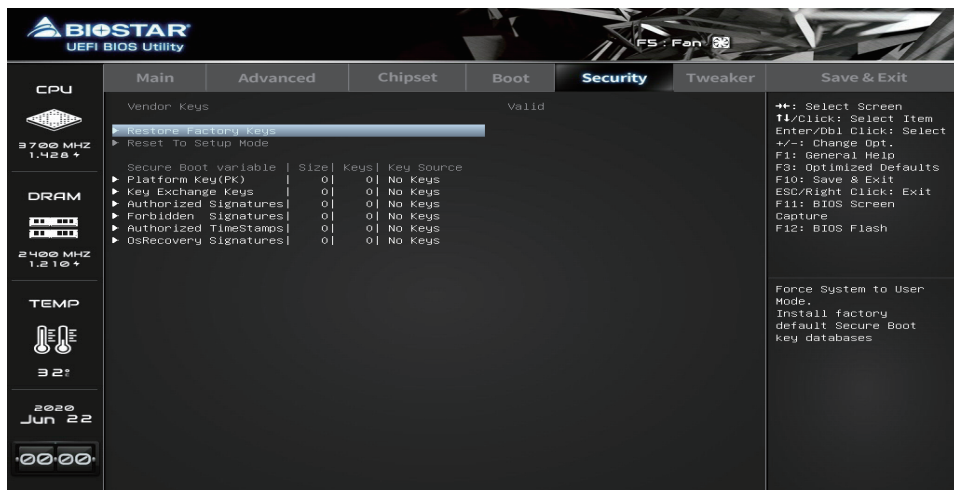 BIOSTAR
UEFI BIOS Utility
F5 : Fan
Main Advanced Chipset Boot Security Tweaker Save & Exit
CPU
3700 MHZ
1.428 +
DRAM
2400 MHZ
1.210 +
TEMP
32°
2020
Jun 22
00:00
Vendor Keys Valid
► Restore Factory Keys
► Reset To Setup Mode
Secure Boot variable | Size| Keys| Key Source
► Platform Key(PK) | 0| 0| No Keys
► Key Exchange Keys | 0| 0| No Keys
► Authorized Signatures| 0| 0| No Keys
► Forbidden Signatures| 0| 0| No Keys
► Authorized TimeStamps| 0| 0| No Keys
► OsRecovery Signatures| 0| 0| No Keys
→←: Select Screen
↑↓/Click: Select Item
Enter/Dbl Click: Select
+/-: Change Opt.
F1: General Help
F3: Optimized Defaults
F10: Save & Exit
ESC/Right Click: Exit
F11: BIOS Screen
Capture
F12: BIOS Flash
Force System to User
Mode.
Install factory
default Secure Boot
key databases